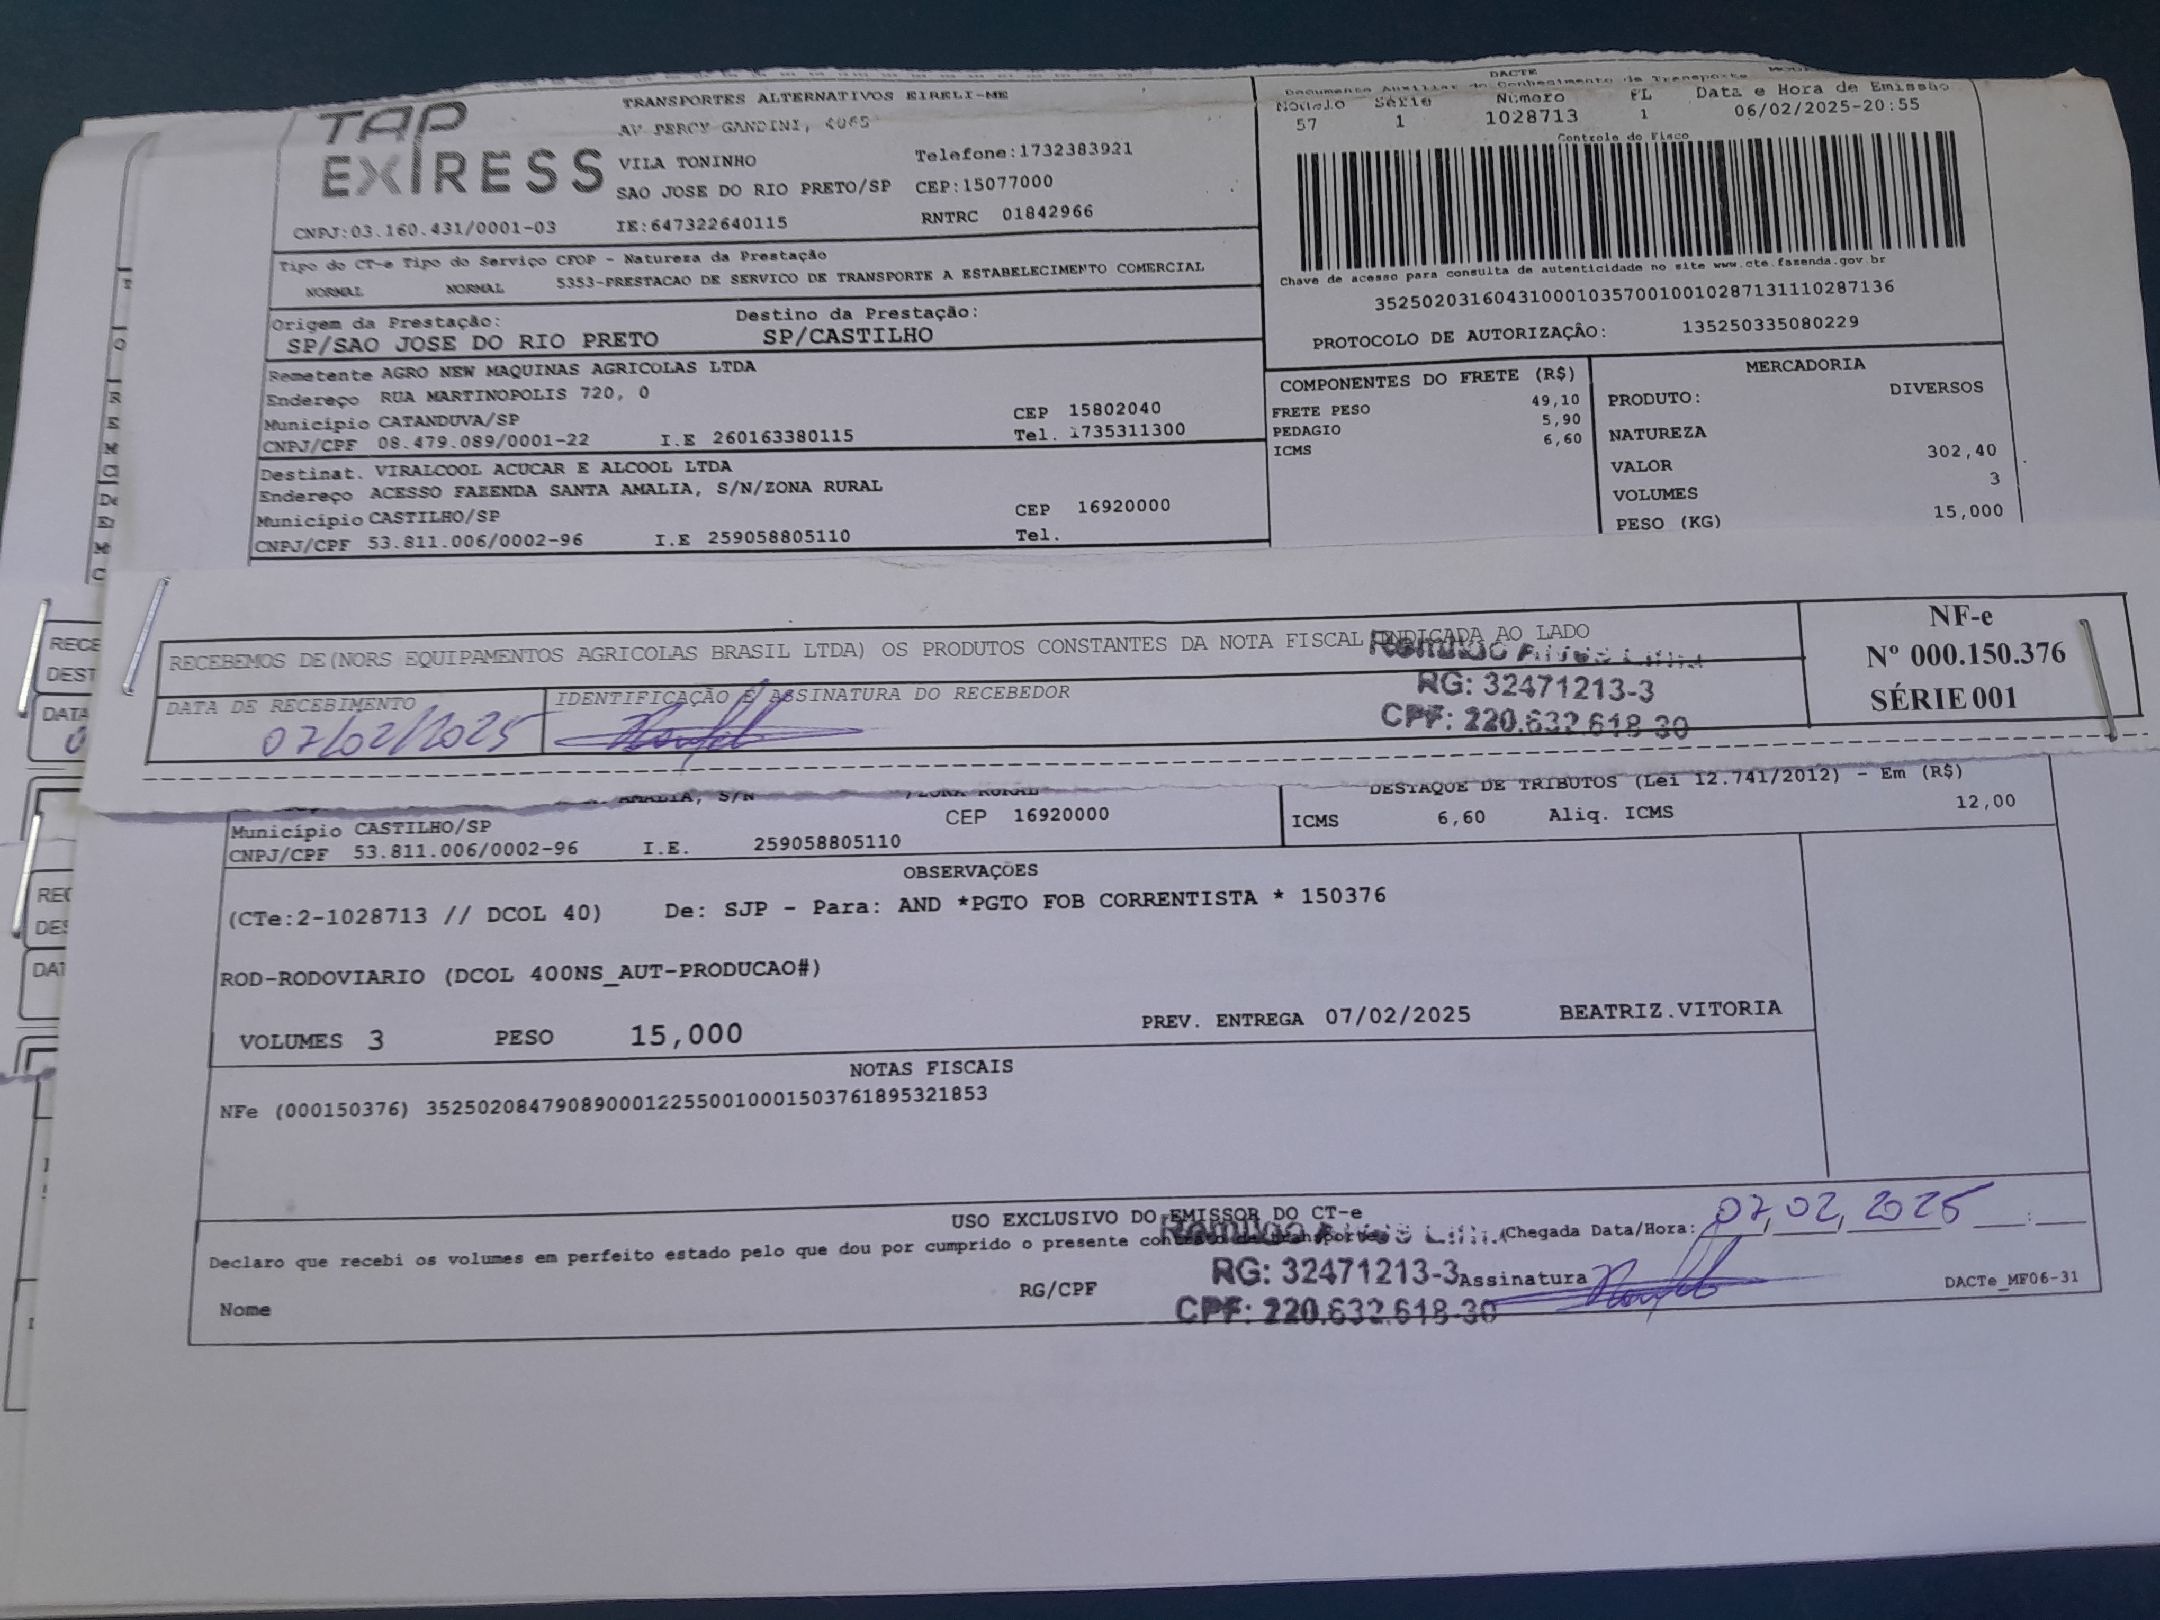 TAP
EXPRESS
TRANSPORTES ALTERNATIVOS EIRELI-ME
AV PERCY GANDINI, 4065
VILA TONINHO
Telefone:1732383921
SAO JOSE DO RIO PRETO/SP CEP:15077000
CNPJ:03.160.431/0001-03 IE:647322640115 RNTRC 01842966
DACTE
Documento Auxiliar do Conhecimento de Transporte
Modelo Série Número FL Data e Hora de Emissão
57 1 1028713 1 06/02/2025-20:55
Controle do Fisco
Chave de acesso para consulta de autenticidade no site www.cte.fazenda.gov.br
35250203160431000103570010010287131110287136
PROTOCOLO DE AUTORIZAÇÃO: 135250335080229
Tipo do CT-e Tipo do Serviço CFOP - Natureza da Prestação
NORMAL NORMAL 5353-PRESTACAO DE SERVICO DE TRANSPORTE A ESTABELECIMENTO COMERCIAL
Origem da Prestação: Destino da Prestação:
SP/SAO JOSE DO RIO PRETO SP/CASTILHO
Remetente AGRO NEW MAQUINAS AGRICOLAS LTDA
Endereço RUA MARTINOPOLIS 720, 0
Município CATANDUVA/SP CEP 15802040
CNPJ/CPF 08.479.089/0001-22 I.E 260163380115 Tel. 1735311300
Destinat. VIRALCOOL ACUCAR E ALCOOL LTDA
Endereço ACESSO FAZENDA SANTA AMALIA, S/N/ZONA RURAL
Município CASTILHO/SP CEP 16920000
CNPJ/CPF 53.811.006/0002-96 I.E 259058805110 Tel.
COMPONENTES DO FRETE (R$)
FRETE PESO 49,10
PEDAGIO 5,90
ICMS 6,60
MERCADORIA
PRODUTO: DIVERSOS
NATUREZA
VALOR 302,40
VOLUMES 3
PESO (KG) 15,000
RECEBEMOS DE(NORS EQUIPAMENTOS AGRICOLAS BRASIL LTDA) OS PRODUTOS CONSTANTES DA NOTA FISCAL INDICADA AO LADO
DATA DE RECEBIMENTO
07/02/2025
IDENTIFICAÇÃO E ASSINATURA DO RECEBEDOR
RG: 32471213-3
CPF: 220.632.618-30
NF-e
Nº 000.150.376
SÉRIE 001
AMALIA, S/N /ZONA RURAL
Município CASTILHO/SP CEP 16920000
CNPJ/CPF 53.811.006/0002-96 I.E. 259058805110
DESTAQUE DE TRIBUTOS (Lei 12.741/2012) - Em (R$)
ICMS 6,60 Aliq. ICMS 12,00
OBSERVAÇÕES
(CTe:2-1028713 // DCOL 40) De: SJP - Para: AND *PGTO FOB CORRENTISTA * 150376
ROD-RODOVIARIO (DCOL 400NS_AUT-PRODUCAO#)
VOLUMES 3 PESO 15,000 PREV. ENTREGA 07/02/2025 BEATRIZ.VITORIA
NOTAS FISCAIS
NFe (000150376) 35250208479089000122550010001503761895321853
USO EXCLUSIVO DO EMISSOR DO CT-e
Declaro que recebi os volumes em perfeito estado pelo que dou por cumprido o presente contrato de transporte
Chegada Data/Hora: 07,02,2025
RG: 32471213-3
Nome RG/CPF Assinatura DACTe_MF06-31
CPF: 220.632.618-30